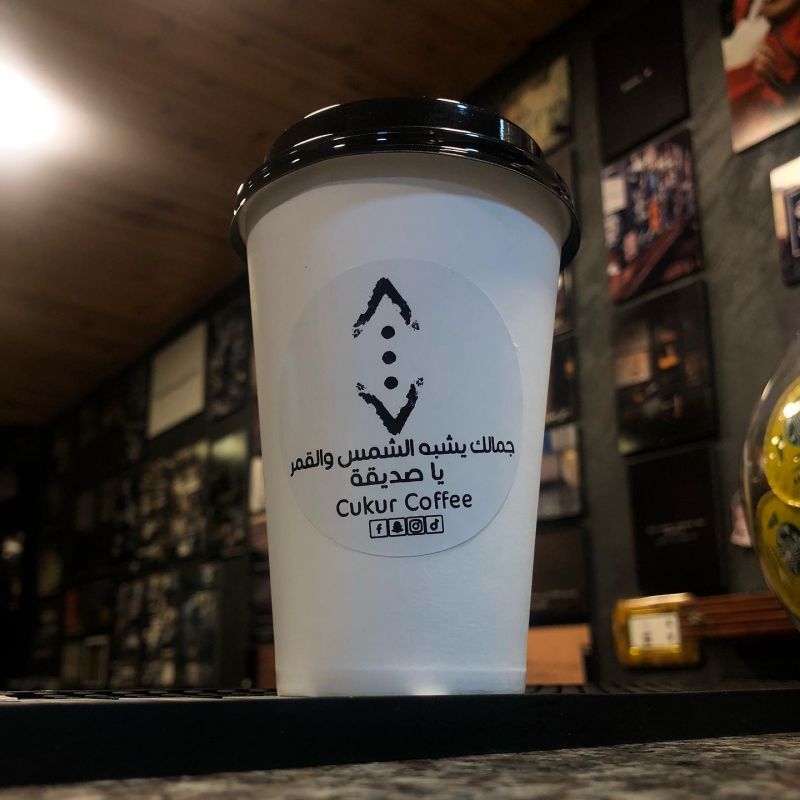 جمالك يشبه الشمس والقمر
يا صديقة
Cukur Coffee